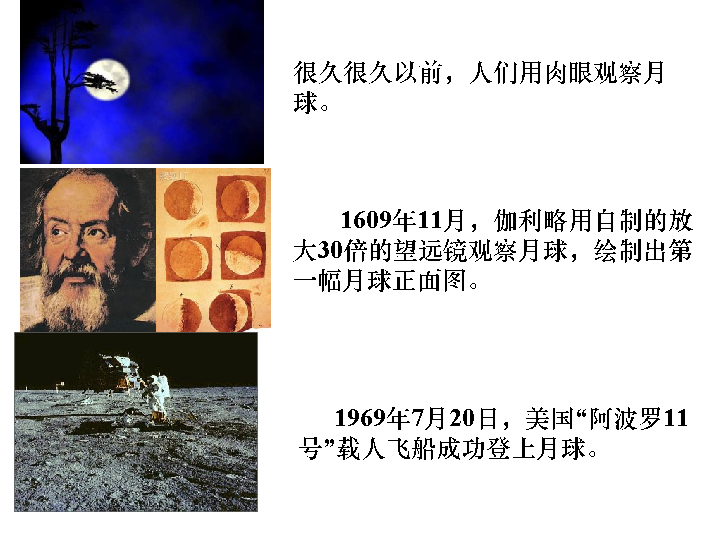 很久很久以前，人们用肉眼观察月
球。
1609年11月，伽利略用自制的放
大30倍的望远镜观察月球，绘制出第
一幅月球正面图。
1969年7月20日，美国“阿波罗11
号”载人飞船成功登上月球。